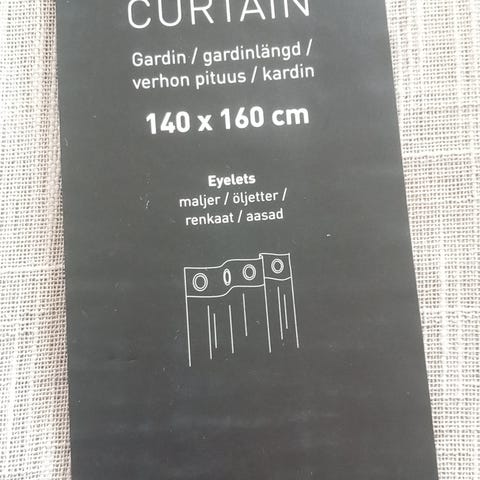 CURTAIN
Gardin / gardinlängd /
verhon pituus / kardin
140 x 160 cm
Eyelets
maljer / öljetter /
renkaat / aasad